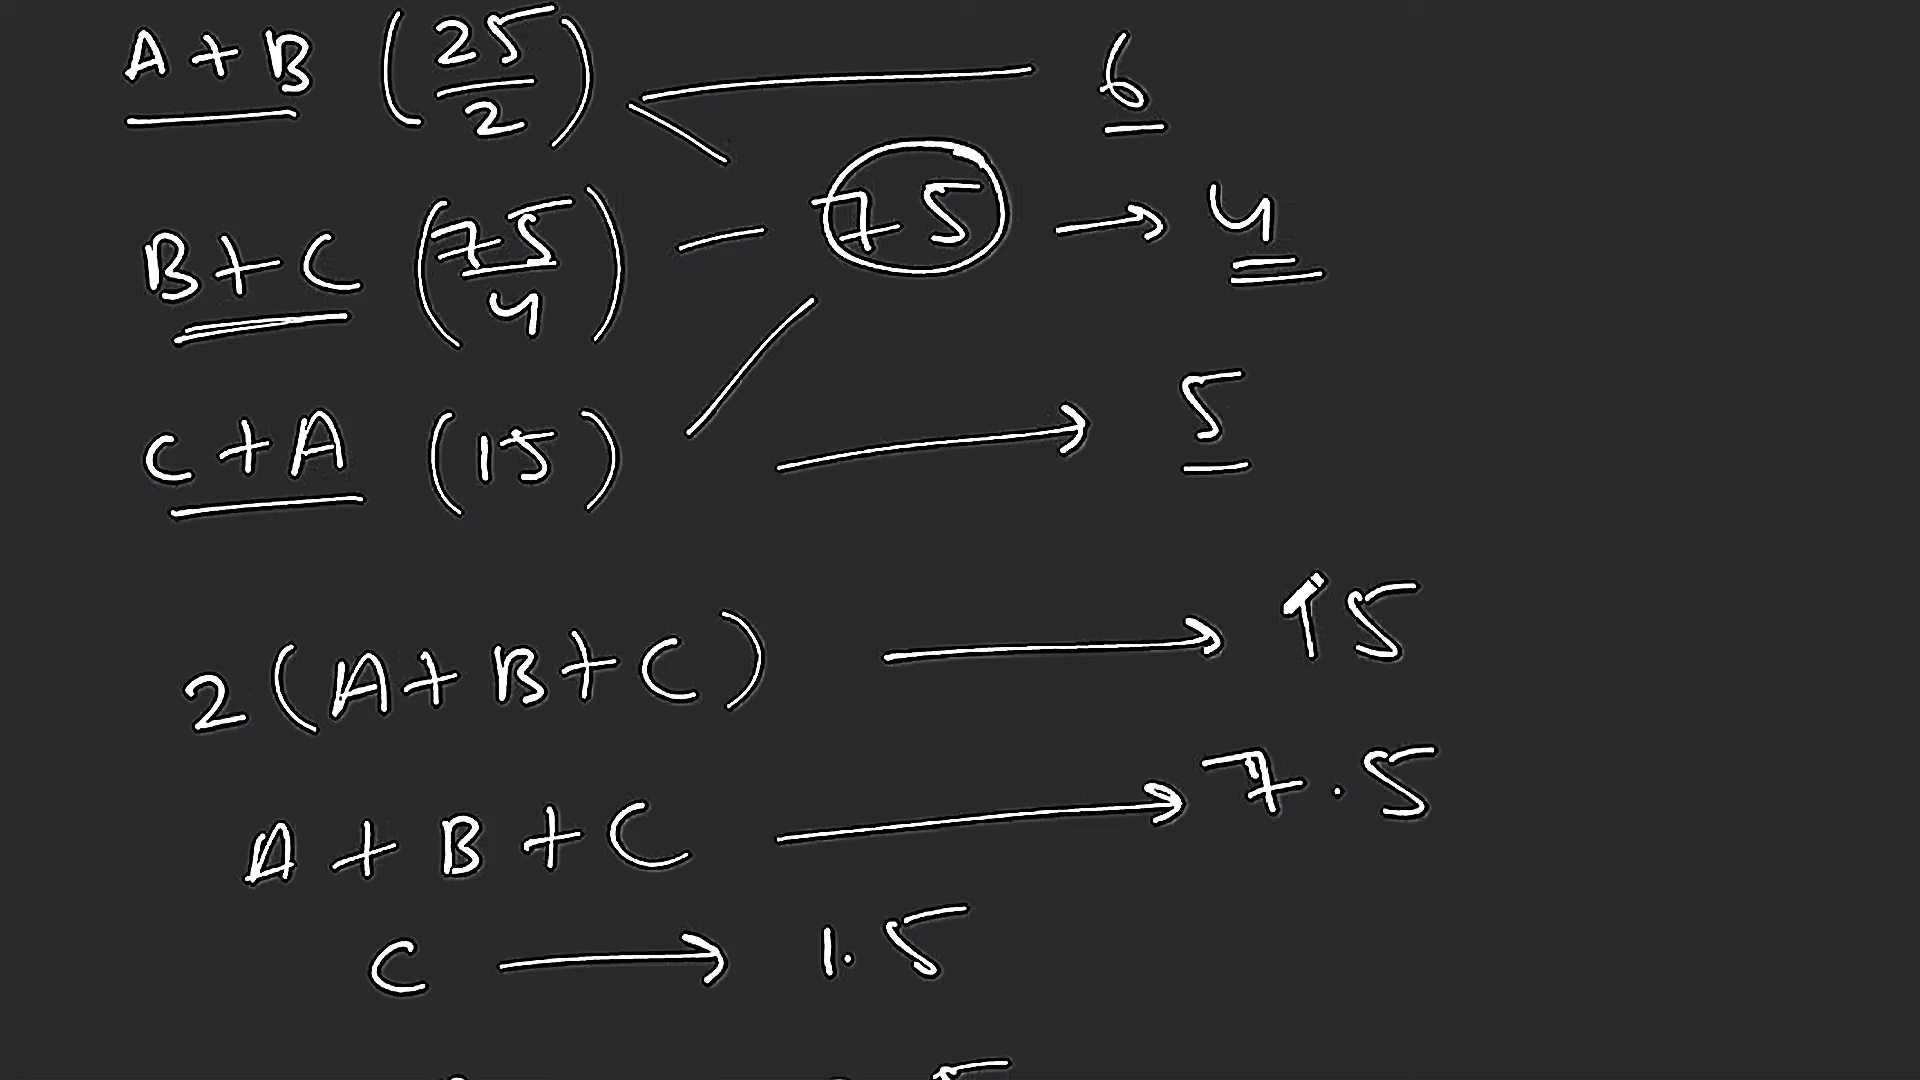 A + B (25/2) 6
B + C (75/4) - 75 → 4
C + A (15) → 5
2 (A + B + C) → 15
A + B + C → 7.5
C → 1.5